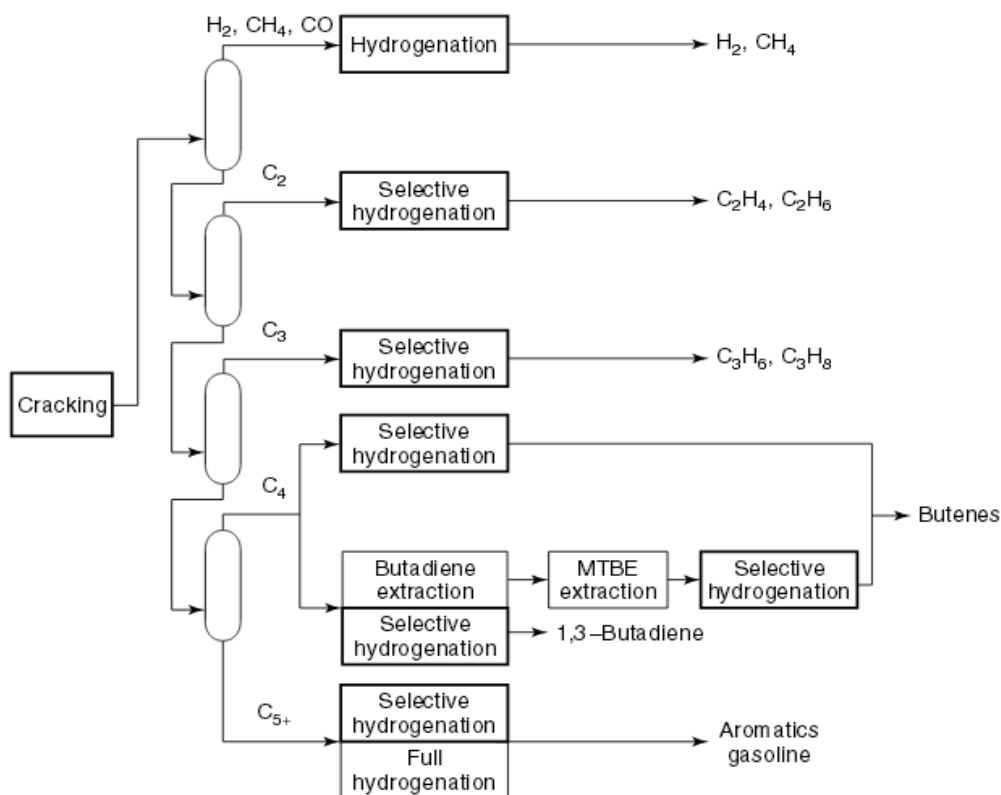 H₂, CH₄, CO
Hydrogenation
H₂, CH₄
C₂
Selective
hydrogenation
C₂H₄, C₂H₆
C₃
Selective
hydrogenation
C₃H₆, C₃H₈
Cracking
Selective
hydrogenation
C₄
Butenes
Butadiene
extraction
MTBE
extraction
Selective
hydrogenation
Selective
hydrogenation
1,3–Butadiene
C₅₊
Selective
hydrogenation
Full
hydrogenation
Aromatics
gasoline